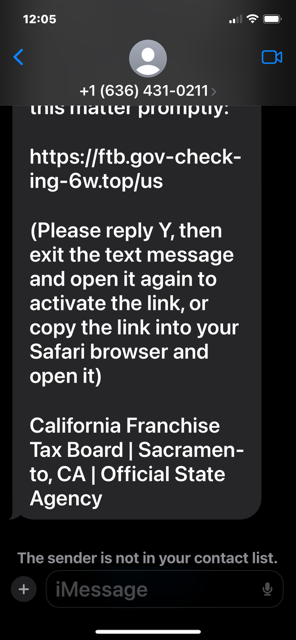 12:05
+1 (636) 431-0211
this matter promptly:
https://ftb.gov-check-
ing-6w.top/us
(Please reply Y, then
exit the text message
and open it again to
activate the link, or
copy the link into your
Safari browser and
open it)
California Franchise
Tax Board | Sacramen-
to, CA | Official State
Agency
The sender is not in your contact list.
iMessage